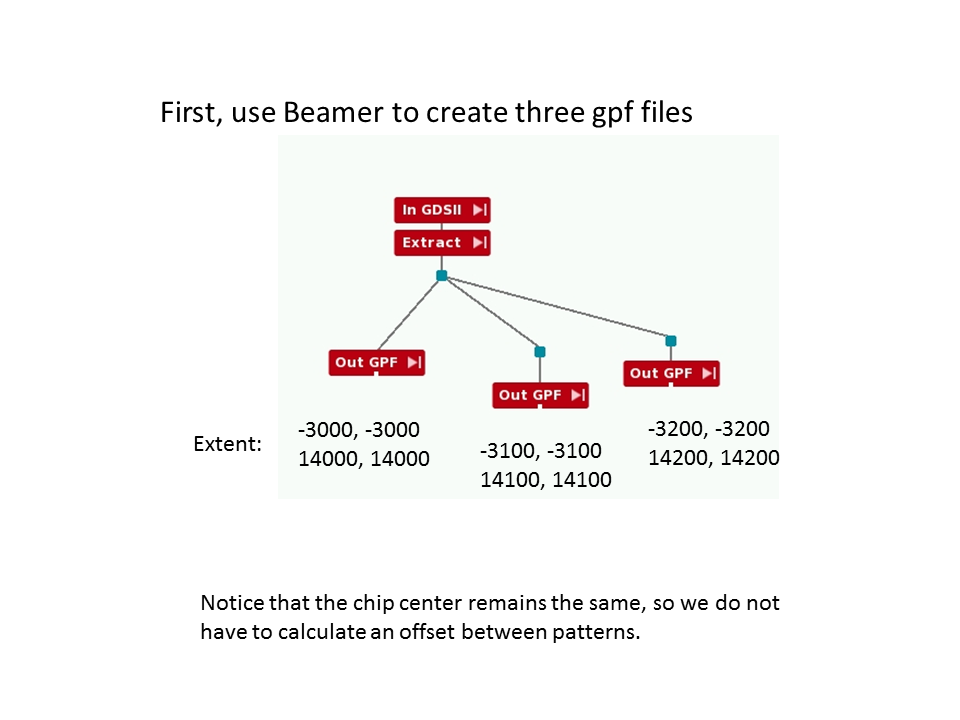 First, use Beamer to create three gpf files
In GDSII
Extract
Out GPF
Out GPF
Out GPF
Extent:
-3000, -3000
14000, 14000
-3100, -3100
14100, 14100
-3200, -3200
14200, 14200
Notice that the chip center remains the same, so we do not
have to calculate an offset between patterns.